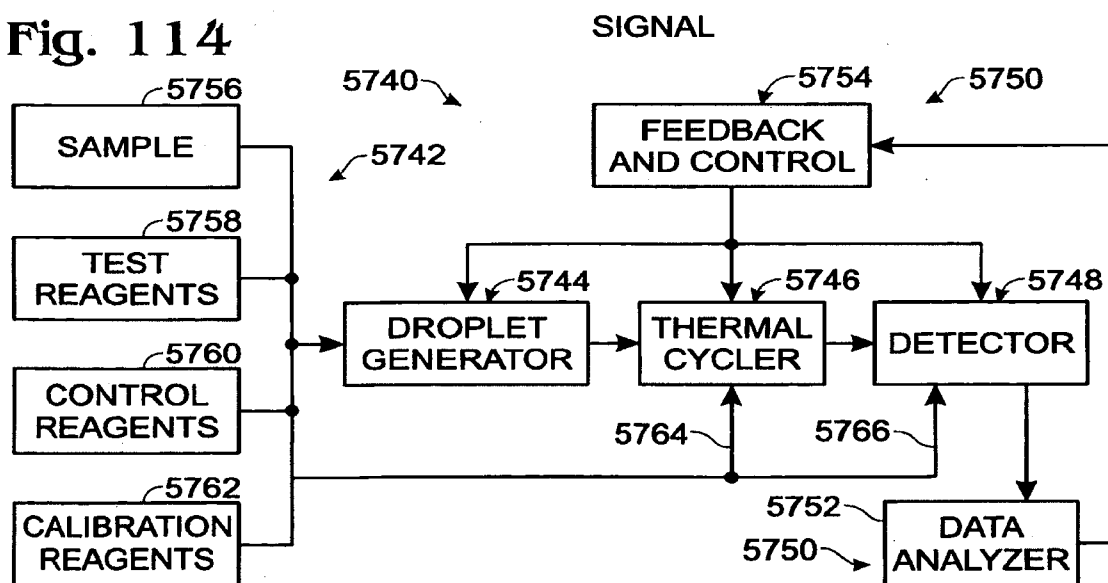 Fig. 114
SIGNAL
5756
SAMPLE
5740
5742
5754
FEEDBACK
AND CONTROL
5750
5758
TEST
REAGENTS
5744
DROPLET
GENERATOR
5746
THERMAL
CYCLER
5748
DETECTOR
5760
CONTROL
REAGENTS
5764
5766
5762
CALIBRATION
REAGENTS
5752
5750
DATA
ANALYZER